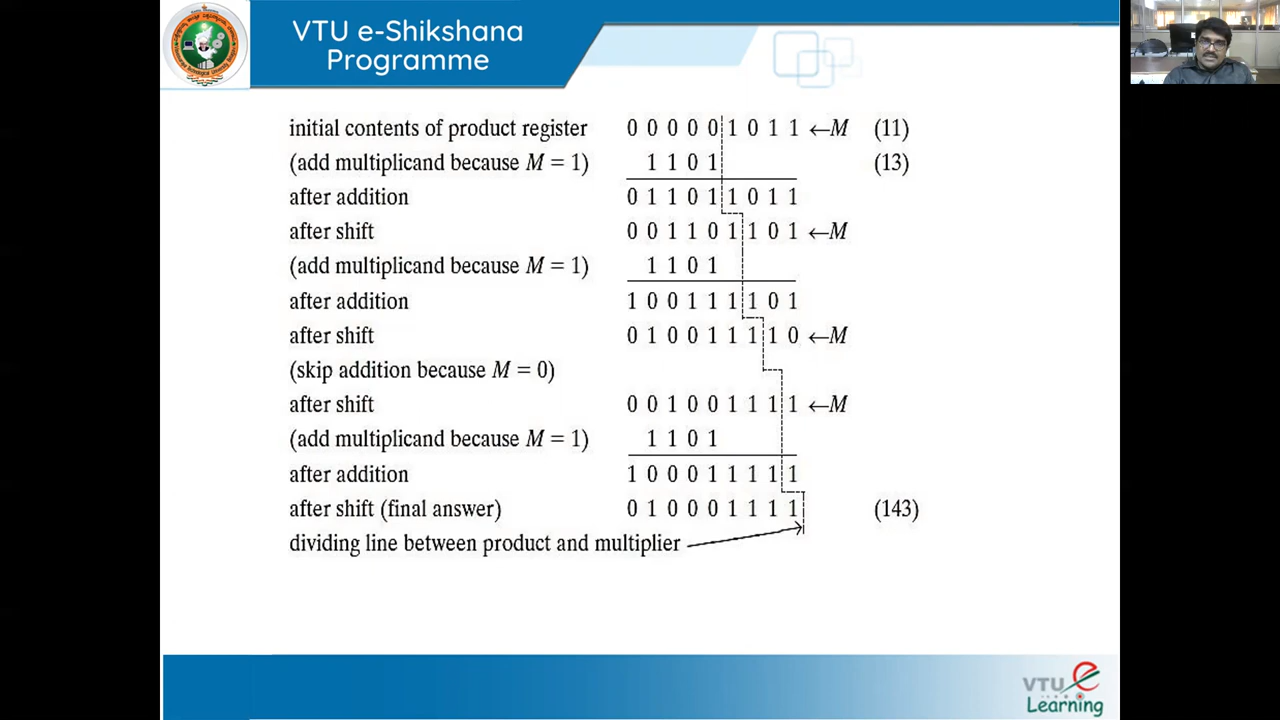 VTU e-Shikshana
Programme
initial contents of product register 0 0 0 0 0 1 0 1 1 ←M (11)
(add multiplicand because M = 1) 1 1 0 1 (13)
after addition 0 1 1 0 1 1 0 1 1
after shift 0 0 1 1 0 1 1 0 1 ←M
(add multiplicand because M = 1) 1 1 0 1
after addition 1 0 0 1 1 1 1 0 1
after shift 0 1 0 0 1 1 1 1 0 ←M
(skip addition because M = 0)
after shift 0 0 1 0 0 1 1 1 1 ←M
(add multiplicand because M = 1) 1 1 0 1
after addition 1 0 0 0 1 1 1 1 1
after shift (final answer) 0 1 0 0 0 1 1 1 1 (143)
dividing line between product and multiplier
VTU e
Learning